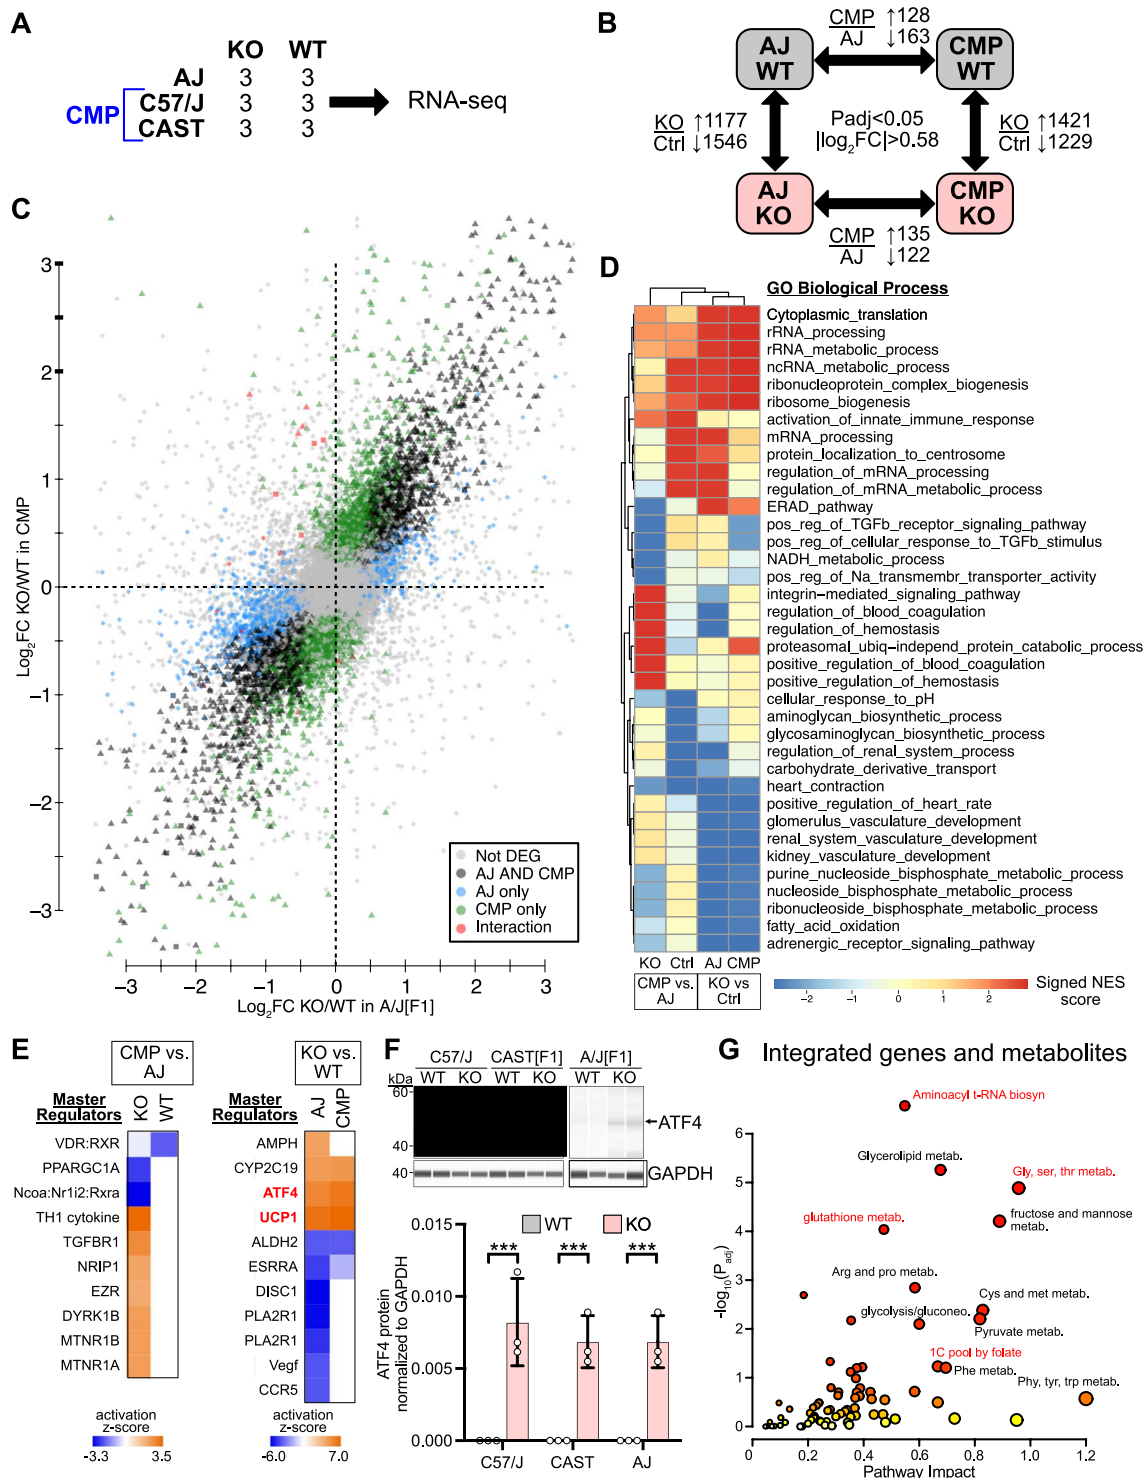 A
KO WT
AJ 3 3
CMP C57/J 3 3
CAST 3 3
RNA-seq
B
CMP ↑128
AJ ↓163
AJ WT
CMP WT
KO ↑1177
Ctrl ↓1546
Padj<0.05
|log2FC|>0.58
KO ↑1421
Ctrl ↓1229
AJ KO
CMP KO
CMP ↑135
AJ ↓122
C
Log2FC KO/WT in CMP
3
2
1
0
−1
−2
−3
Not DEG
AJ AND CMP
AJ only
CMP only
Interaction
−3 −2 −1 0 1 2 3
Log2FC KO/WT in A/J[F1]
D
GO Biological Process
Cytoplasmic_translation
rRNA_processing
rRNA_metabolic_process
ncRNA_metabolic_process
ribonucleoprotein_complex_biogenesis
ribosome_biogenesis
activation_of_innate_immune_response
mRNA_processing
protein_localization_to_centrosome
regulation_of_mRNA_processing
regulation_of_mRNA_metabolic_process
ERAD_pathway
pos_reg_of_TGFb_receptor_signaling_pathway
pos_reg_of_cellular_response_to_TGFb_stimulus
NADH_metabolic_process
pos_reg_of_Na_transmembr_transporter_activity
integrin-mediated_signaling_pathway
regulation_of_blood_coagulation
regulation_of_hemostasis
proteasomal_ubiq-independ_protein_catabolic_process
positive_regulation_of_blood_coagulation
positive_regulation_of_hemostasis
cellular_response_to_pH
aminoglycan_biosynthetic_process
glycosaminoglycan_biosynthetic_process
regulation_of_renal_system_process
carbohydrate_derivative_transport
heart_contraction
positive_regulation_of_heart_rate
glomerulus_vasculature_development
renal_system_vasculature_development
kidney_vasculature_development
purine_nucleoside_bisphosphate_metabolic_process
nucleoside_bisphosphate_metabolic_process
ribonucleoside_bisphosphate_metabolic_process
fatty_acid_oxidation
adrenergic_receptor_signaling_pathway
KO Ctrl AJ CMP
CMP vs. AJ
KO vs Ctrl
-2 -1 0 1 2
Signed NES score
E
CMP vs. AJ
Master Regulators
KO WT
VDR:RXR
PPARGC1A
Ncoa:Nr1i2:Rxra
TH1 cytokine
TGFBR1
NRIP1
EZR
DYRK1B
MTNR1B
MTNR1A
activation z-score
-3.3 3.5
KO vs. WT
Master Regulators
AJ CMP
AMPH
CYP2C19
ATF4
UCP1
ALDH2
ESRRA
DISC1
PLA2R1
PLA2R1
Vegf
CCR5
activation z-score
-6.0 7.0
F
C57/J CAST[F1] A/J[F1]
kDa WT KO WT KO WT KO
60
40
40
ATF4
GAPDH
WT KO
ATF4 protein normalized to GAPDH
0.015
0.010
0.005
0.000
*** *** ***
C57/J CAST AJ
G Integrated genes and metabolites
Aminoacyl t-RNA biosyn
Glycerolipid metab.
Gly, ser, thr metab.
fructose and mannose metab.
glutathione metab.
Arg and pro metab.
Cys and met metab.
glycolysis/gluconeo.
Pyruvate metab.
1C pool by folate
Phe metab.
Phy, tyr, trp metab.
-log10(Padj)
6
5
4
3
2
1
0
0 0.2 0.4 0.6 0.8 1.0 1.2
Pathway Impact